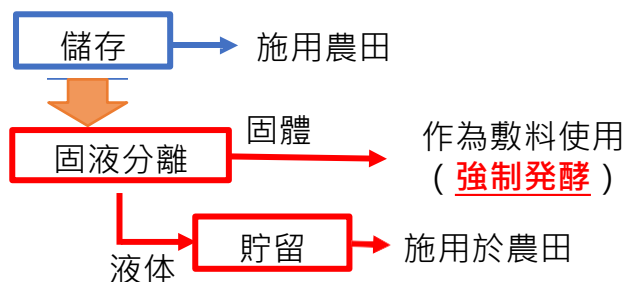 儲存
施用農田
固液分離
固體
作為敷料使用
（強制発酵）
液体
貯留
施用於農田